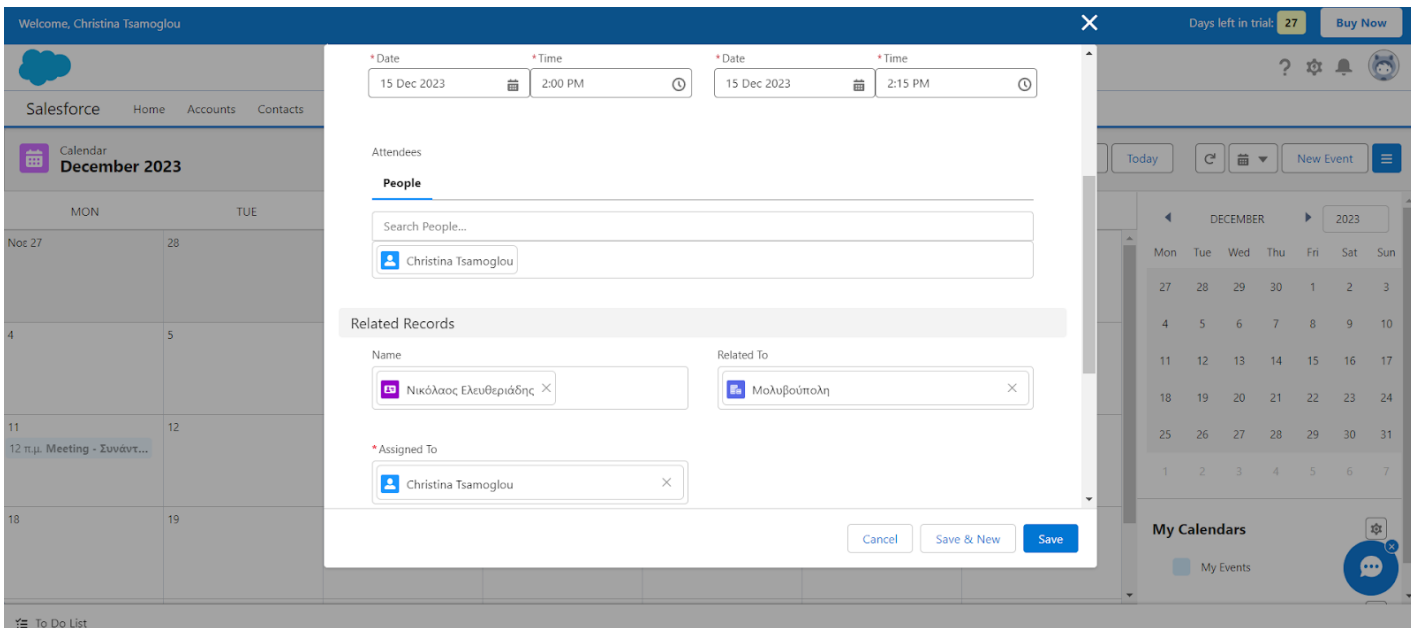 Welcome, Christina Tsamoglou
Days left in trial: 27
Buy Now
Salesforce Home Accounts Contacts
Calendar
December 2023
Today
New Event
MON TUE
Νοε 27 28
4 5
11 12
12 π.μ. Meeting - Συνάντ...
18 19
*Date *Time *Date *Time
15 Dec 2023 2:00 PM 15 Dec 2023 2:15 PM
Attendees
People
Search People...
Christina Tsamoglou
Related Records
Name Related To
Νικόλαος Ελευθεριάδης Μολυβούπολη
*Assigned To
Christina Tsamoglou
Cancel Save & New Save
DECEMBER 2023
Mon Tue Wed Thu Fri Sat Sun
27 28 29 30 1 2 3
4 5 6 7 8 9 10
11 12 13 14 15 16 17
18 19 20 21 22 23 24
25 26 27 28 29 30 31
1 2 3 4 5 6 7
My Calendars
My Events
To Do List